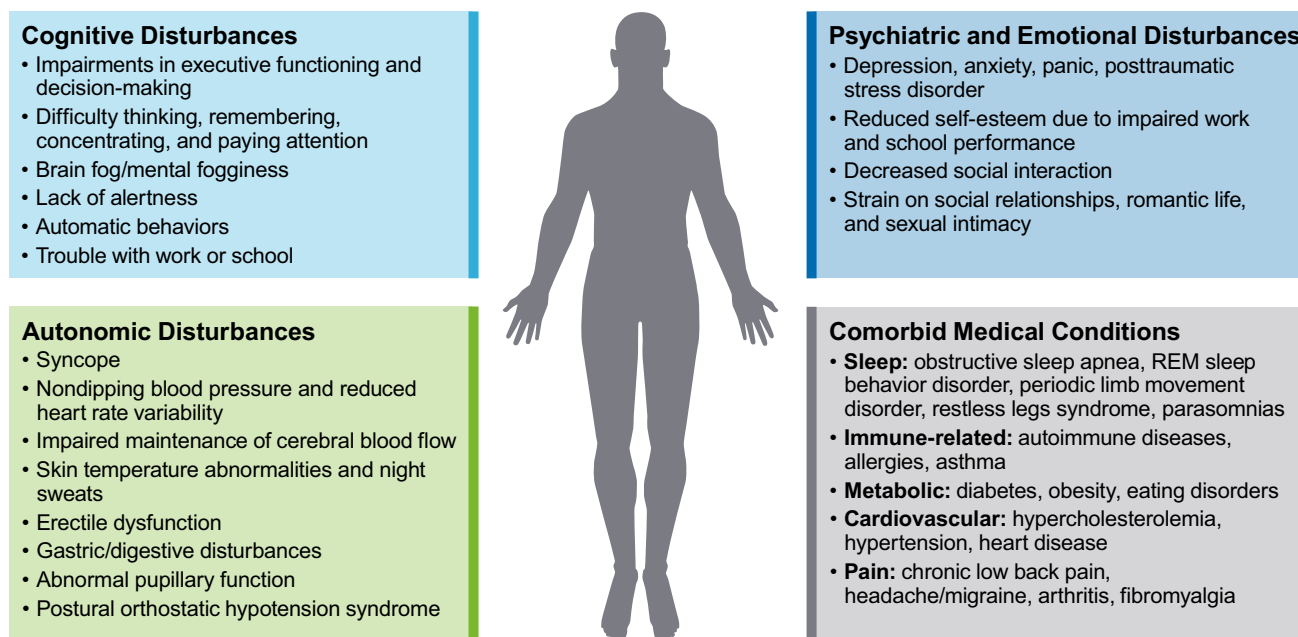 Cognitive Disturbances
• Impairments in executive functioning and
decision-making
• Difficulty thinking, remembering,
concentrating, and paying attention
• Brain fog/mental fogginess
• Lack of alertness
• Automatic behaviors
• Trouble with work or school
Psychiatric and Emotional Disturbances
• Depression, anxiety, panic, posttraumatic
stress disorder
• Reduced self-esteem due to impaired work
and school performance
• Decreased social interaction
• Strain on social relationships, romantic life,
and sexual intimacy
Autonomic Disturbances
• Syncope
• Nondipping blood pressure and reduced
heart rate variability
• Impaired maintenance of cerebral blood flow
• Skin temperature abnormalities and night
sweats
• Erectile dysfunction
• Gastric/digestive disturbances
• Abnormal pupillary function
• Postural orthostatic hypotension syndrome
Comorbid Medical Conditions
• Sleep: obstructive sleep apnea, REM sleep
behavior disorder, periodic limb movement
disorder, restless legs syndrome, parasomnias
• Immune-related: autoimmune diseases,
allergies, asthma
• Metabolic: diabetes, obesity, eating disorders
• Cardiovascular: hypercholesterolemia,
hypertension, heart disease
• Pain: chronic low back pain,
headache/migraine, arthritis, fibromyalgia